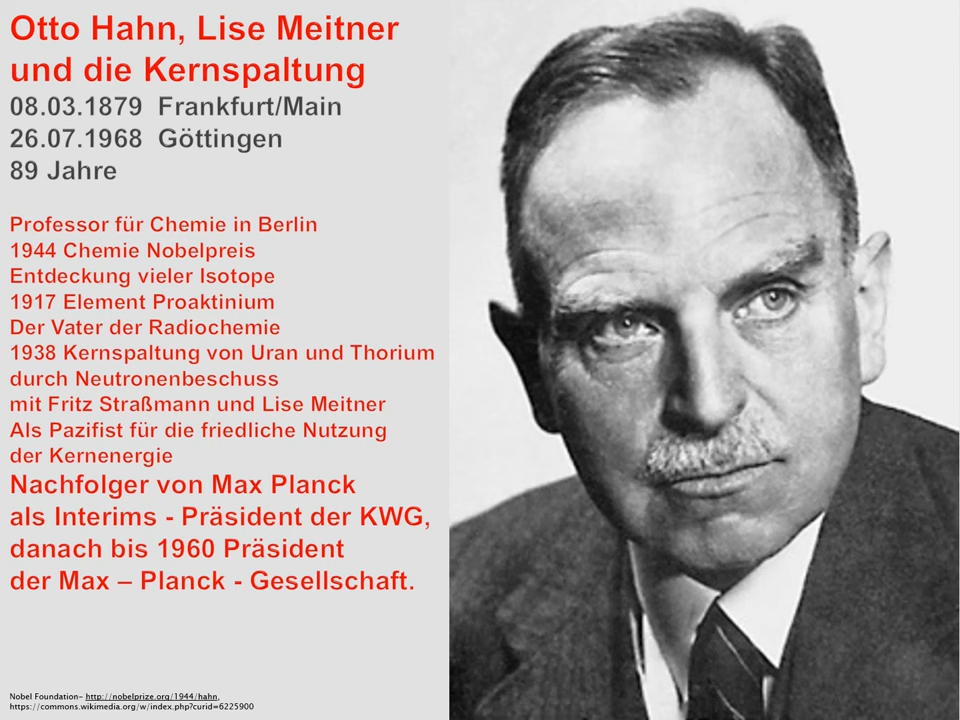 Otto Hahn, Lise Meitner
und die Kernspaltung
08.03.1879 Frankfurt/Main
26.07.1968 Göttingen
89 Jahre
Professor für Chemie in Berlin
1944 Chemie Nobelpreis
Entdeckung vieler Isotope
1917 Element Proaktinium
Der Vater der Radiochemie
1938 Kernspaltung von Uran und Thorium
durch Neutronenbeschuss
mit Fritz Straßmann und Lise Meitner
Als Pazifist für die friedliche Nutzung
der Kernenergie
Nachfolger von Max Planck
als Interims - Präsident der KWG,
danach bis 1960 Präsident
der Max – Planck - Gesellschaft.
Nobel Foundation- http://nobelprize.org/1944/hahn,
https://commons.wikimedia.org/w/index.php?curid=6225900